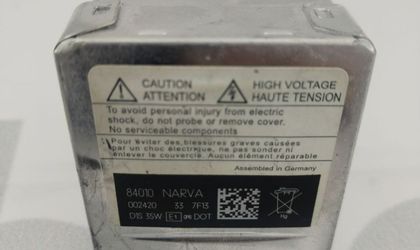 CAUTION
ATTENTION
HIGH VOLTAGE
HAUTE TENSION
To avoid personal injury from electric
shock, do not probe or remove cover.
No serviceable components
Pour éviter des,blessures graves causées
par un choc électrique, ne pas sonder ni
enlever le couvercle. Aucun élément réparable
Assembled in Germany
84010 NARVA
002420 33 7F13
D1S 35W E1 DOT
Hg